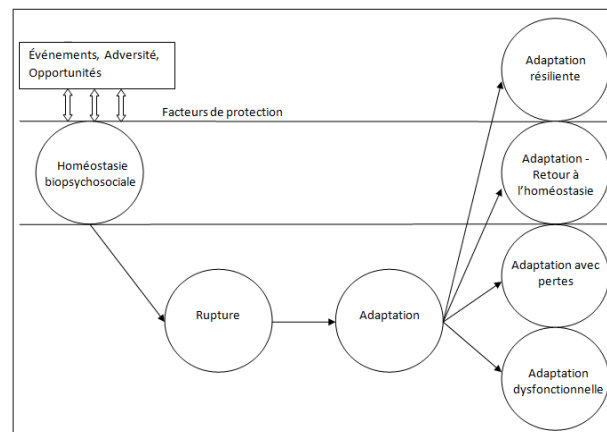 Événements, Adversité,
Opportunités
Facteurs de protection
Homéostasie
biopsychosociale
Rupture
Adaptation
Adaptation
résiliente
Adaptation -
Retour à
l'homéostasie
Adaptation avec
pertes
Adaptation
dysfonctionnelle